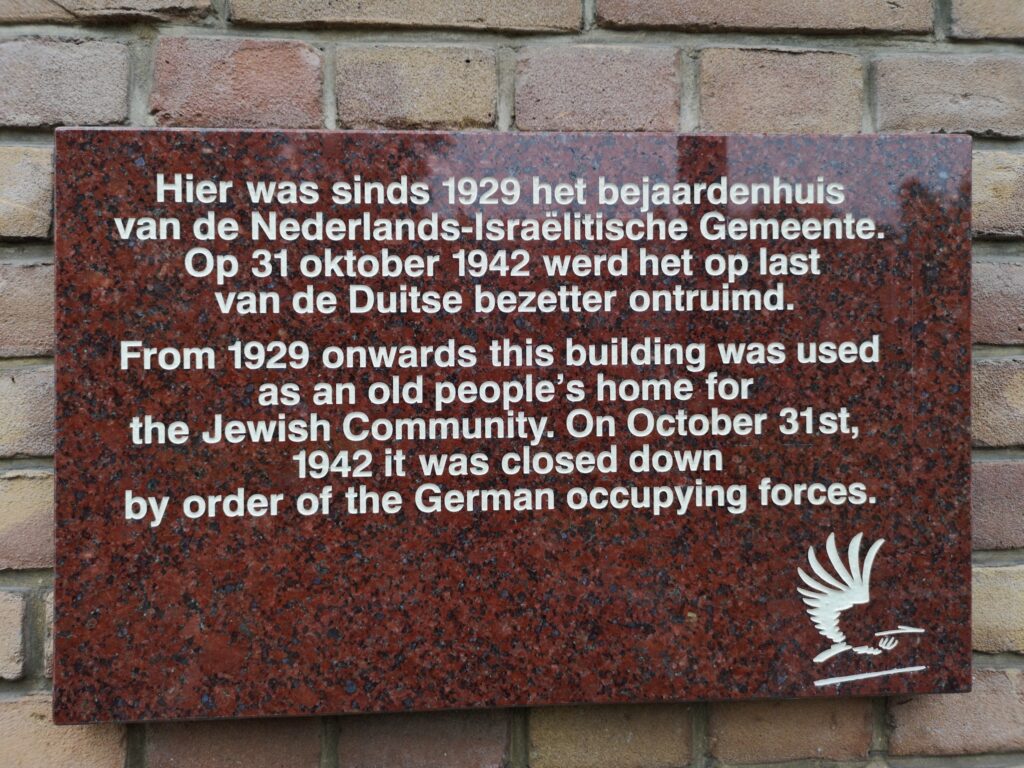 Hier was sinds 1929 het bejaardenhuis
van de Nederlands-Israëlitische Gemeente.
Op 31 oktober 1942 werd het op last
van de Duitse bezetter ontruimd.
From 1929 onwards this building was used
as an old people's home for
the Jewish Community. On October 31st,
1942 it was closed down
by order of the German occupying forces.